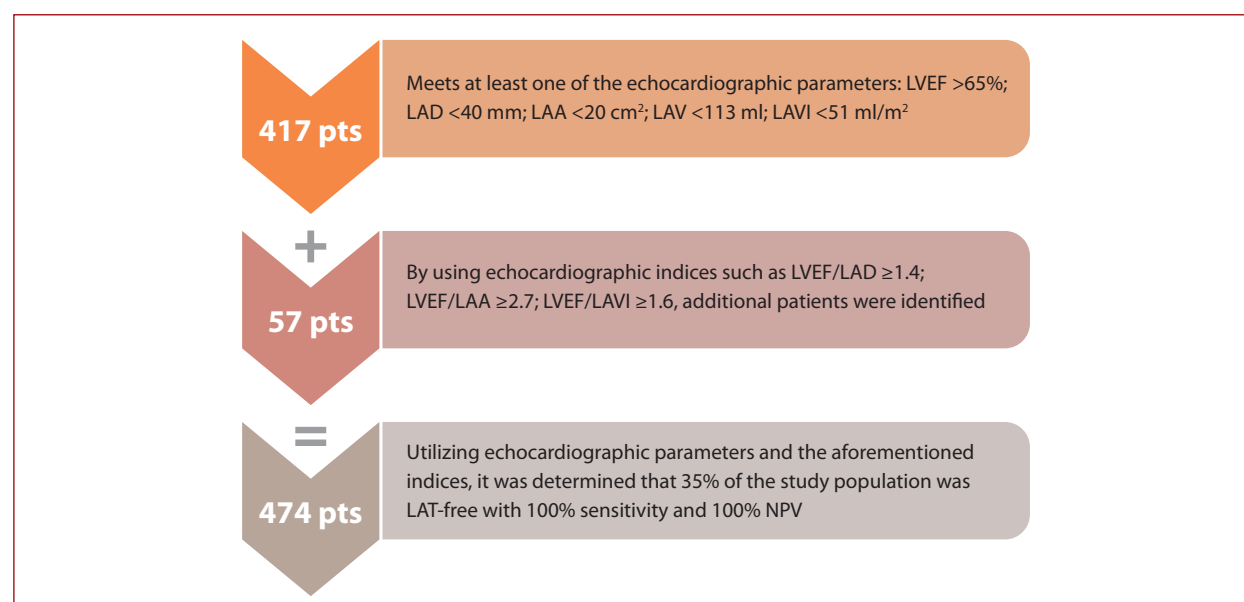 417 pts
Meets at least one of the echocardiographic parameters: LVEF >65%;
LAD <40 mm; LAA <20 cm²; LAV <113 ml; LAVI <51 ml/m²
+
57 pts
By using echocardiographic indices such as LVEF/LAD ≥1.4;
LVEF/LAA ≥2.7; LVEF/LAVI ≥1.6, additional patients were identified
=
474 pts
Utilizing echocardiographic parameters and the aforementioned
indices, it was determined that 35% of the study population was
LAT-free with 100% sensitivity and 100% NPV